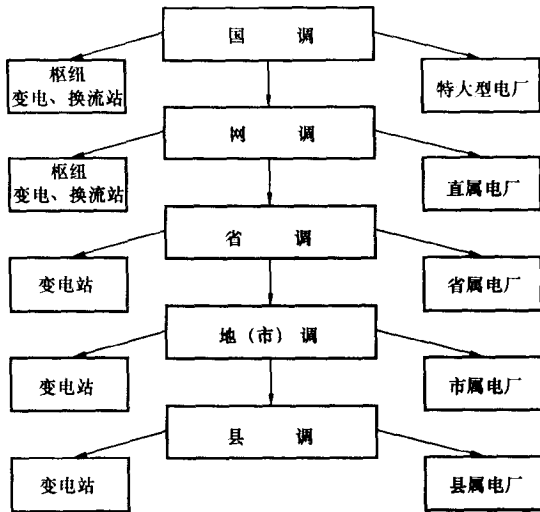 国 调
枢纽
变电、换流站
特大型电厂
网 调
枢纽
变电、换流站
直属电厂
省 调
变电站
省属电厂
地（市）调
变电站
市属电厂
县 调
变电站
县属电厂